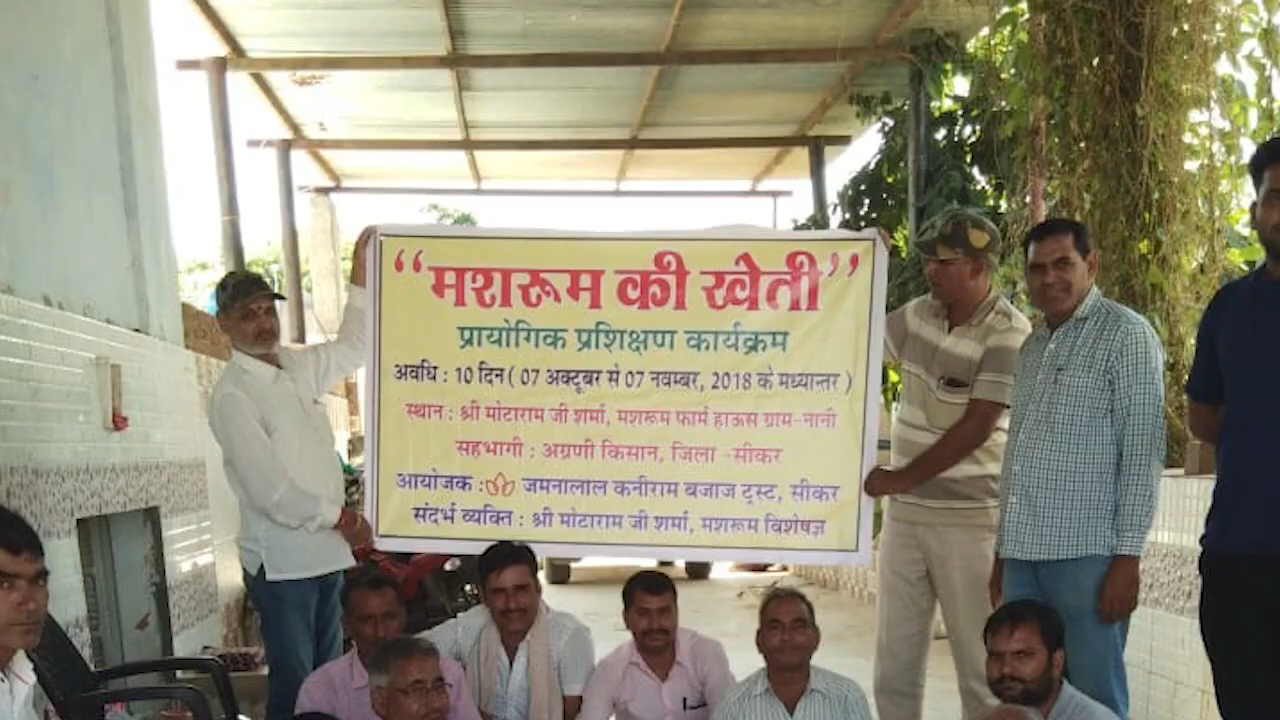 “मशरूम की खेती”
प्रायोगिक प्रशिक्षण कार्यक्रम
अवधि : 10 दिन ( 07 अक्टूबर से 07 नवम्बर, 2018 के मध्यान्तर )
स्थान : श्री मोटाराम जी शर्मा, मशरूम फार्म हाऊस ग्राम-नानी
सहभागी : अग्रणी किसान, जिला -सीकर
आयोजक : जमनालाल कनीराम बजाज ट्रस्ट, सीकर
संदर्भ व्यक्ति : श्री मोटाराम जी शर्मा, मशरूम विशेषज्ञ